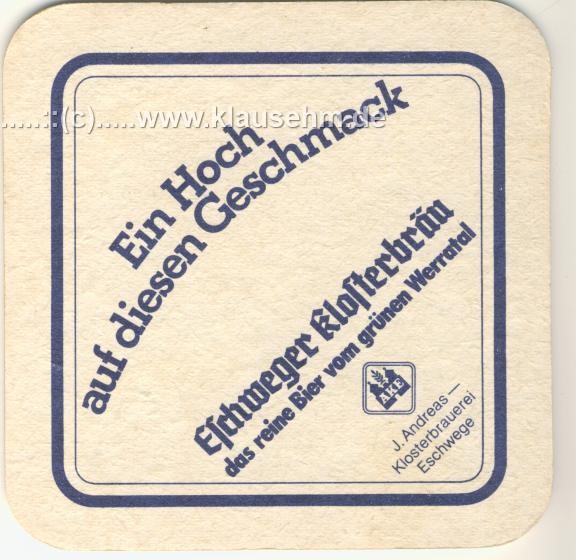 ......::(c).....www.klausehm.de
Ein Hoch
auf diesen Geschmack
Eschweger Klosterbräu
das reine Bier vom grünen Werratal
AKE
J. Andreas —
Klosterbrauerei
Eschwege